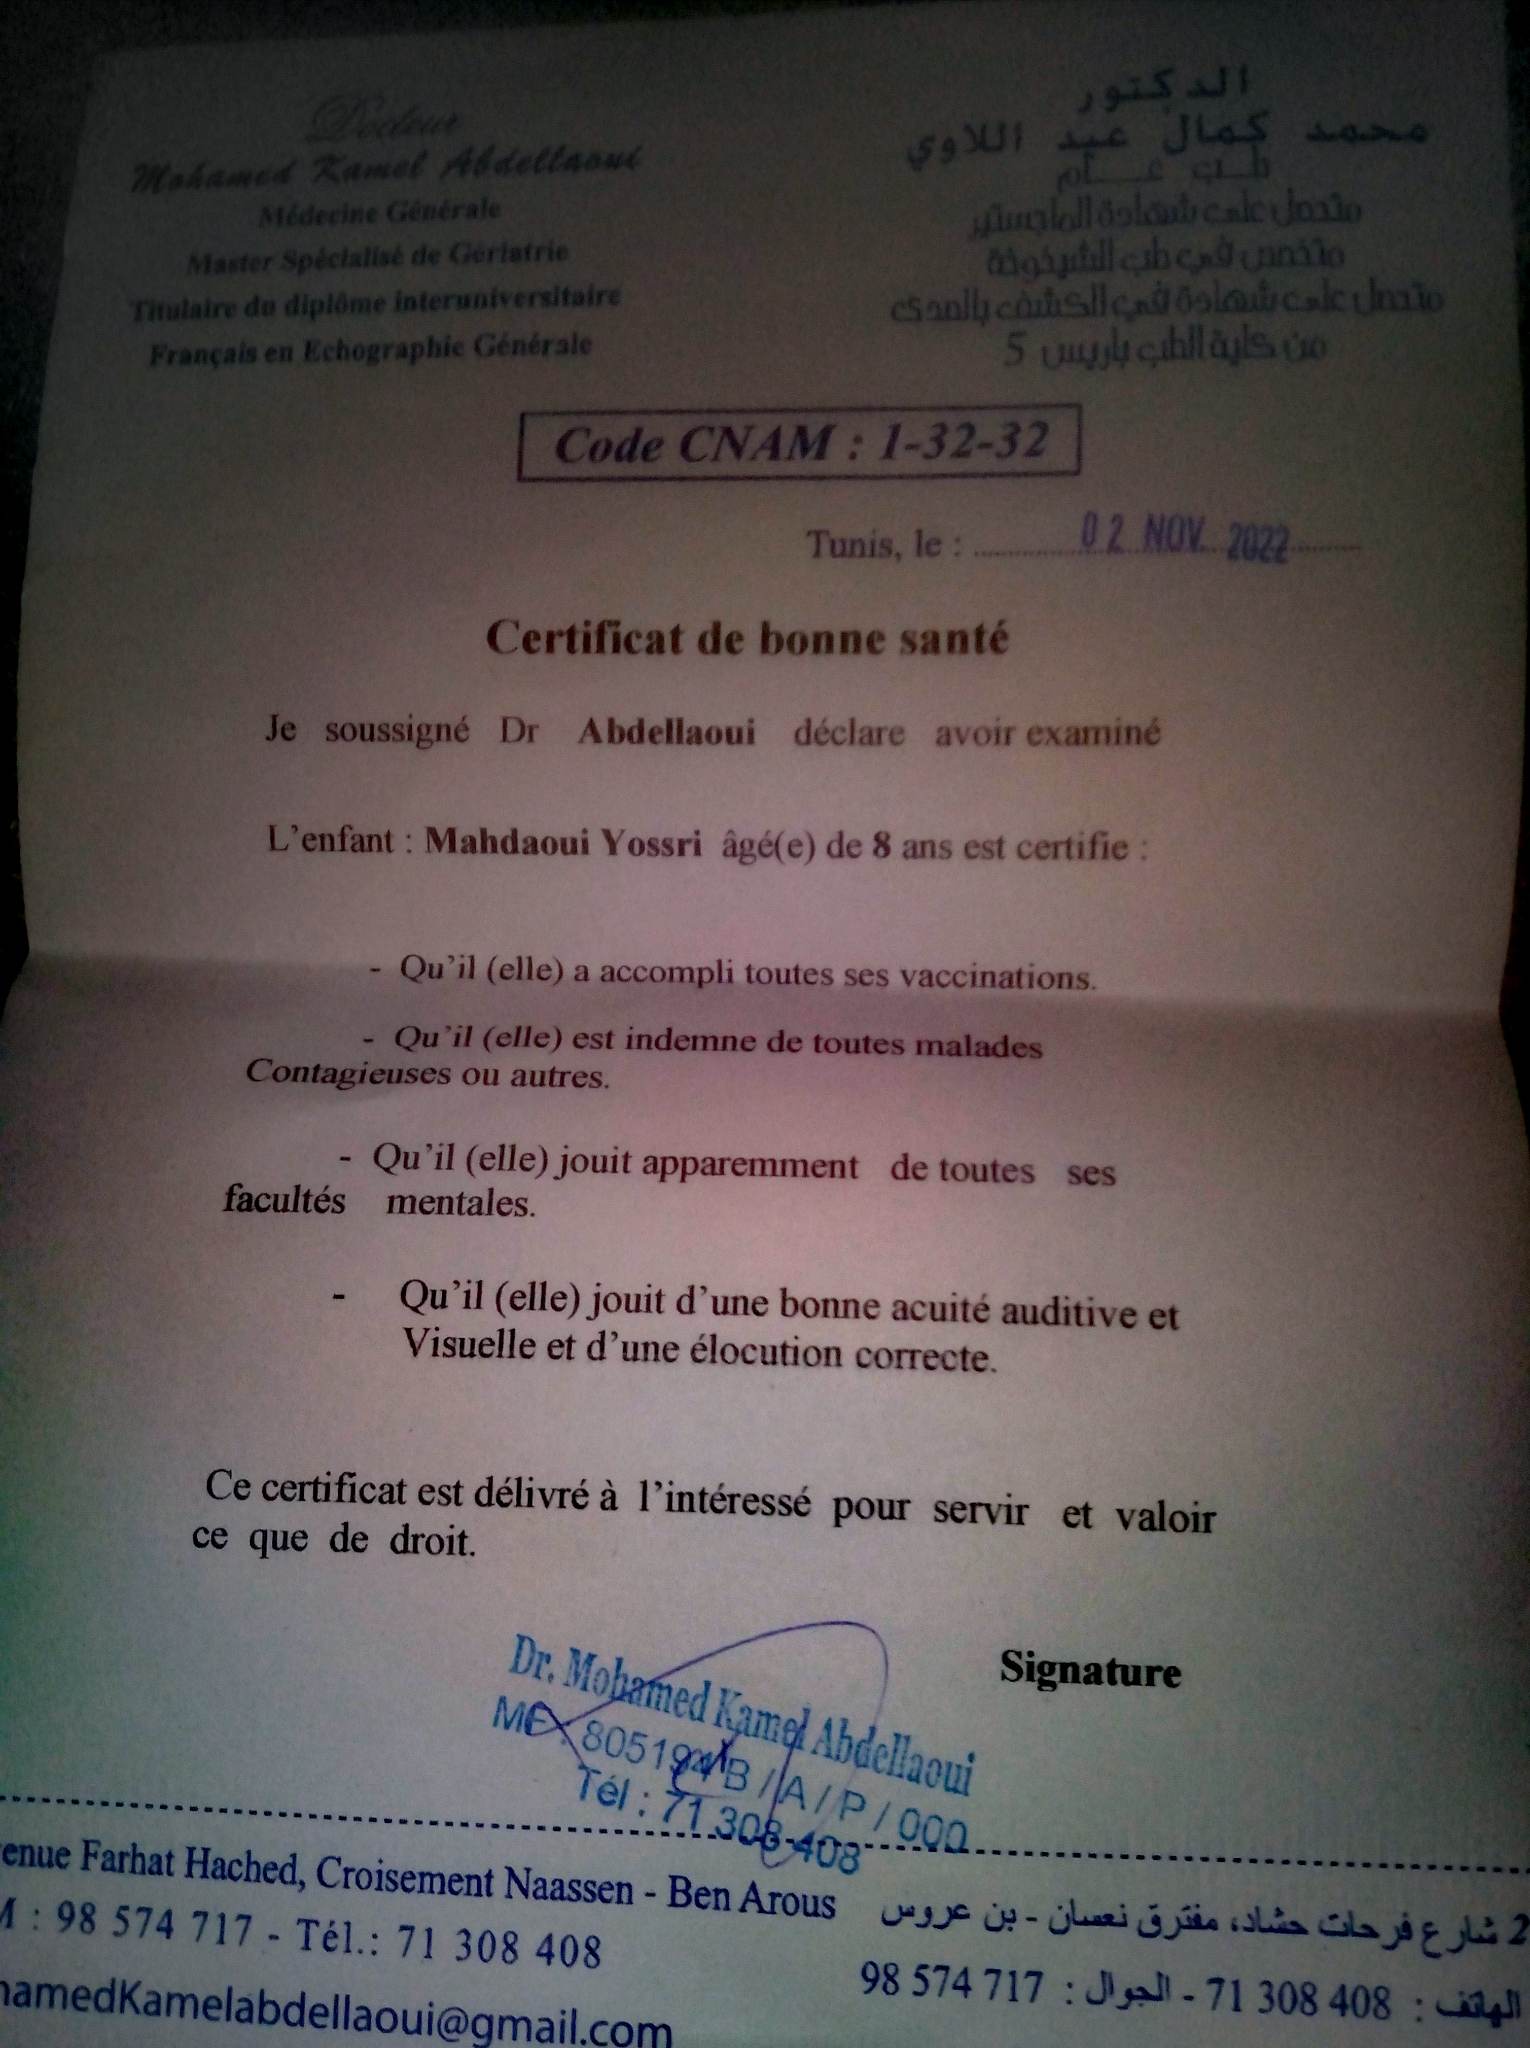 Docteur
Mohamed Kamel Abdellaoui
Médecine Générale
Master Spécialisé de Gériatrie
Titulaire du diplôme interuniversitaire
Français en Echographie Générale
الدكتور
محمد كمال عبد اللاوي
طب عام
متحصل على شهادة الماجستير
متخصص في طب الشيخوخة
متحصل على شهادة في الكشف بالصدى
من كلية الطب باريس 5
Code CNAM : 1-32-32
Tunis, le : 02 NOV. 2022
Certificat de bonne santé
Je soussigné Dr Abdellaoui déclare avoir examiné
L'enfant : Mahdaoui Yossri âgé(e) de 8 ans est certifie :
- Qu'il (elle) a accompli toutes ses vaccinations.
- Qu'il (elle) est indemne de toutes malades
Contagieuses ou autres.
- Qu'il (elle) jouit apparemment de toutes ses
facultés mentales.
- Qu'il (elle) jouit d'une bonne acuité auditive et
Visuelle et d'une élocution correcte.
Ce certificat est délivré à l'intéressé pour servir et valoir
ce que de droit.
Signature
Dr. Mohamed Kamel Abdellaoui
MF : 805194/B / A / P / 000
Tél : 71 308 408
enue Farhat Hached, Croisement Naassen - Ben Arous
M : 98 574 717 - Tél.: 71 308 408
hamedKamelabdellaoui@gmail.com
2 شارع فرحات حشاد، مفترق نعسان - بن عروس
الهاتف : 71 308 408 - الجوال : 98 574 717